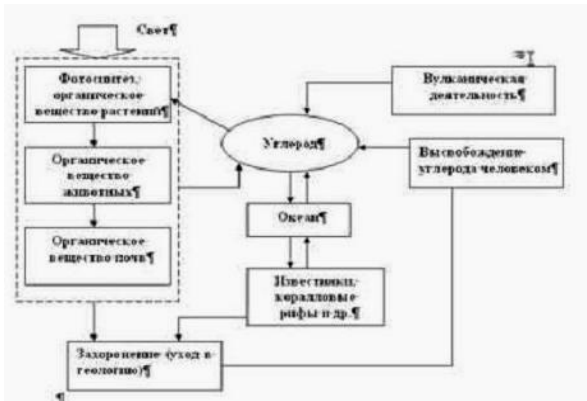 Свет¶
Фотосинтез,
органическое
вещество растений¶
Вулканическая
деятельность¶
Углерод¶
Высвобождение
углерода человеком¶
Органическое
вещество
животных¶
Океан¶
Органическое
вещество почв¶
Известняки,
коралловые
рифы и др.¶
Захоронение (уход в
геологию)¶
¶